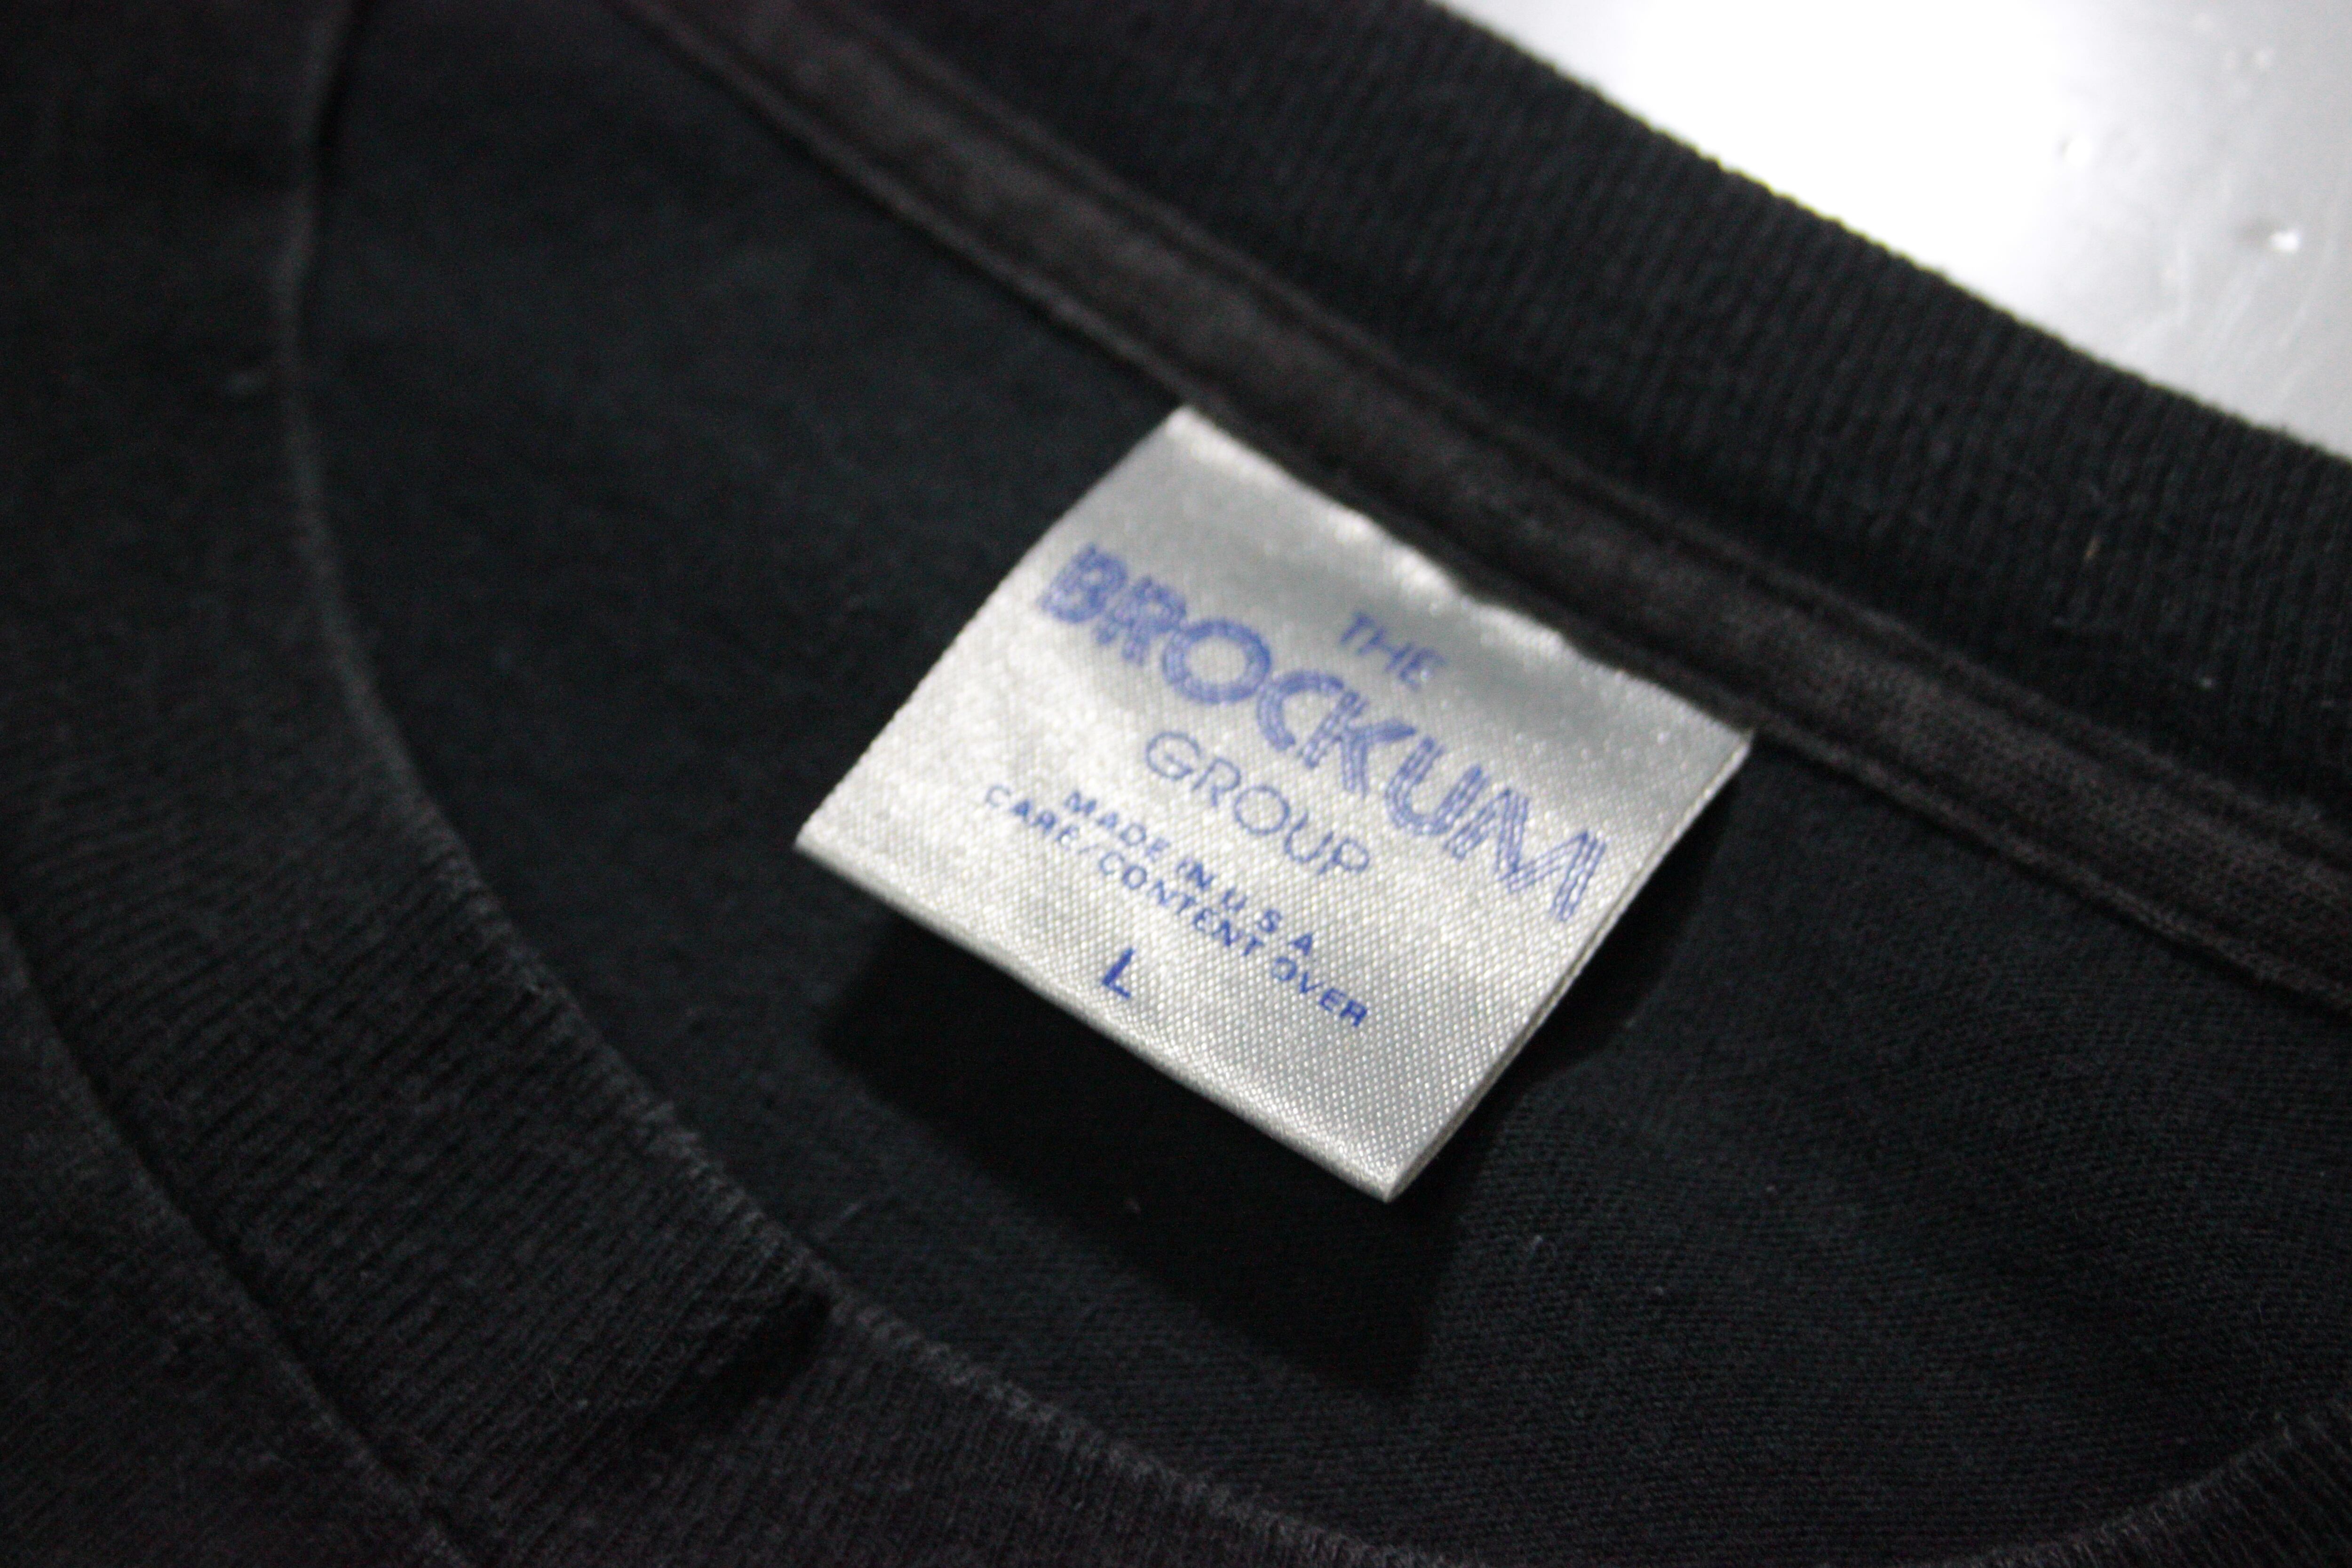 THE
BROCKUM
GROUP
MADE IN U.S.A
CARE/CONTENT OVER
L